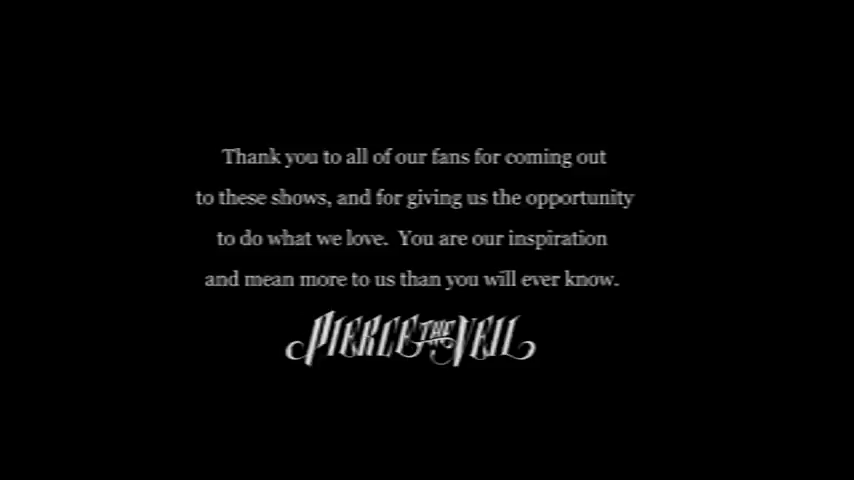 Thank you to all of our fans for coming out
to these shows, and for giving us the opportunity
to do what we love.  You are our inspiration
and mean more to us than you will ever know.
PIERCE THE VEIL